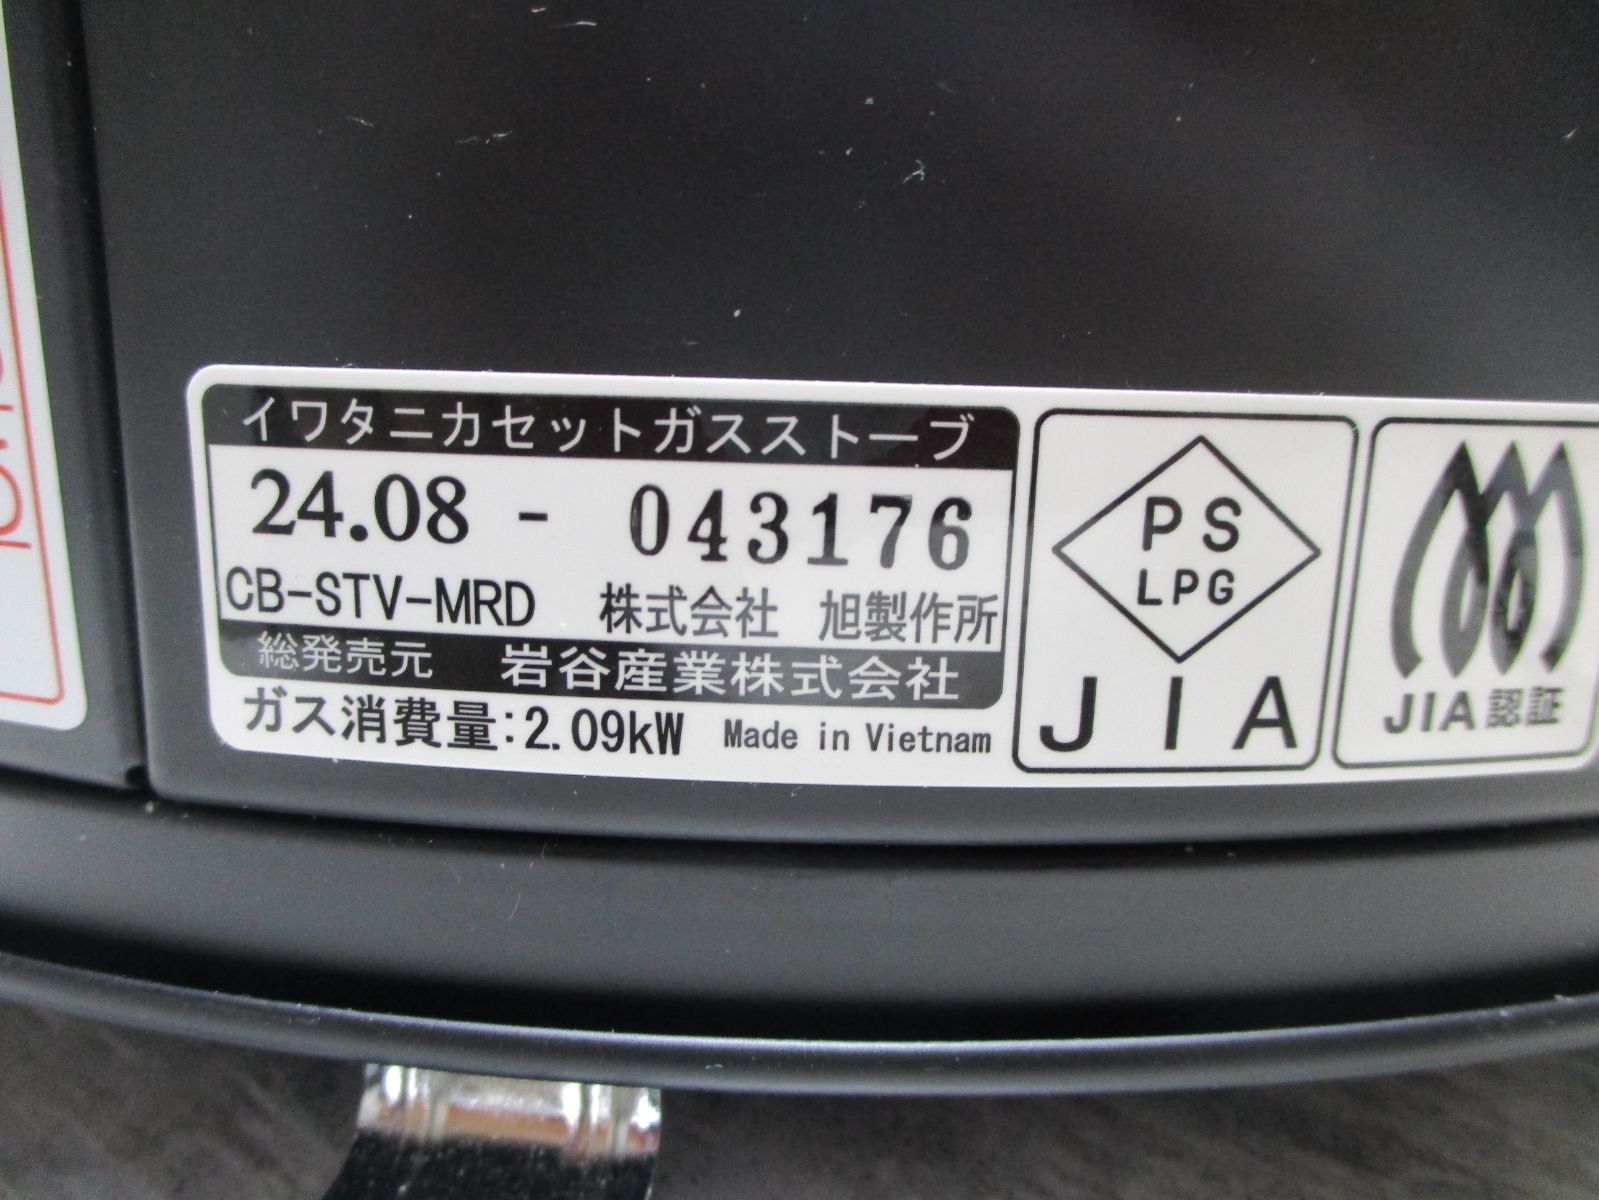 イワタニカセットガスストーブ
24.08 - 043176
CB-STV-MRD 株式会社 旭製作所
総発売元 岩谷産業株式会社
ガス消費量:2.09kW Made in Vietnam
PS
LPG
JIA
JIA認証